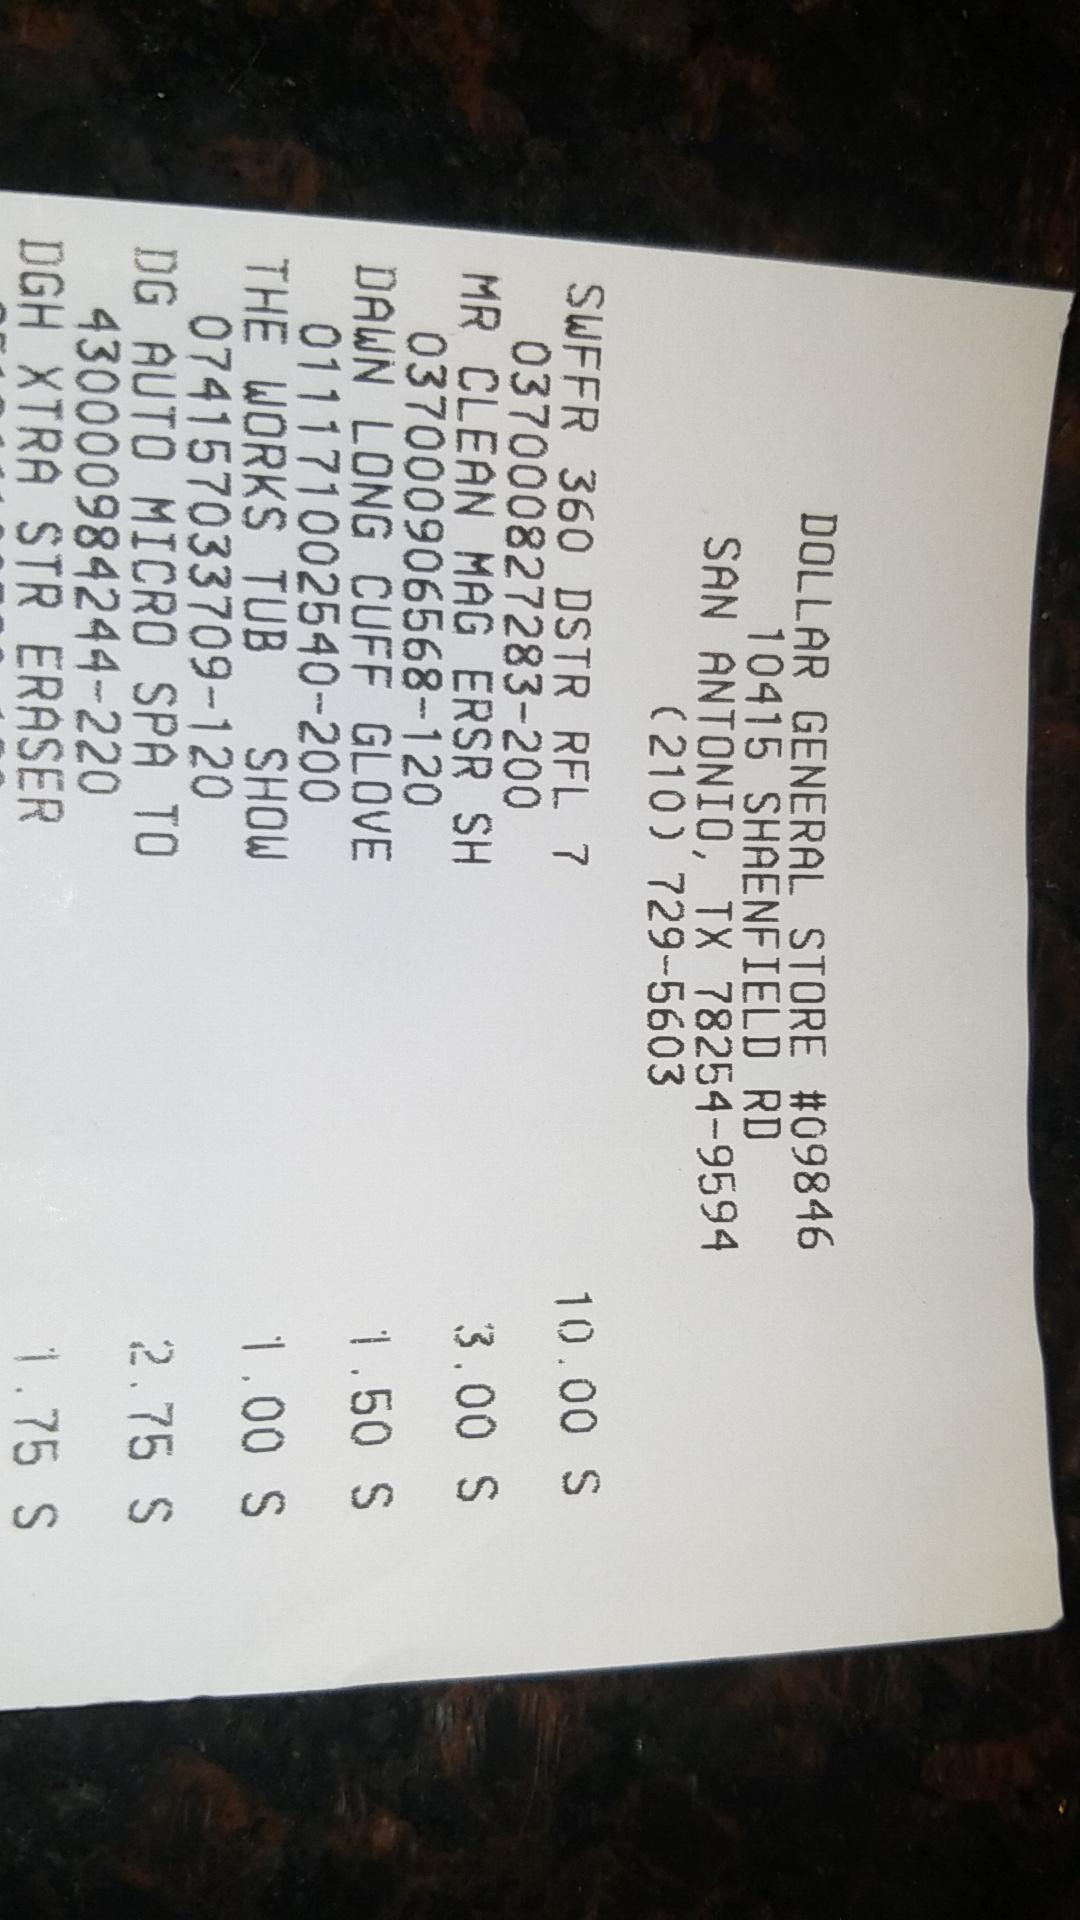 DOLLAR GENERAL STORE #09846
10415 SHAENFIELD RD
SAN ANTONIO, TX 78254-9594
(210) 729-5603
SWFFR 360 DSTR RFL 7 10.00 S
037000827283-200
MR CLEAN MAG ERSR SH 3.00 S
037000906568-120
DAWN LONG CUFF GLOVE 1.50 S
011171002540-200
THE WORKS TUB SHOW 1.00 S
074157033709-120
DG AUTO MICRO SPA TO 2.75 S
430000984244-220
DGH XTRA STR ERASER 1.75 S